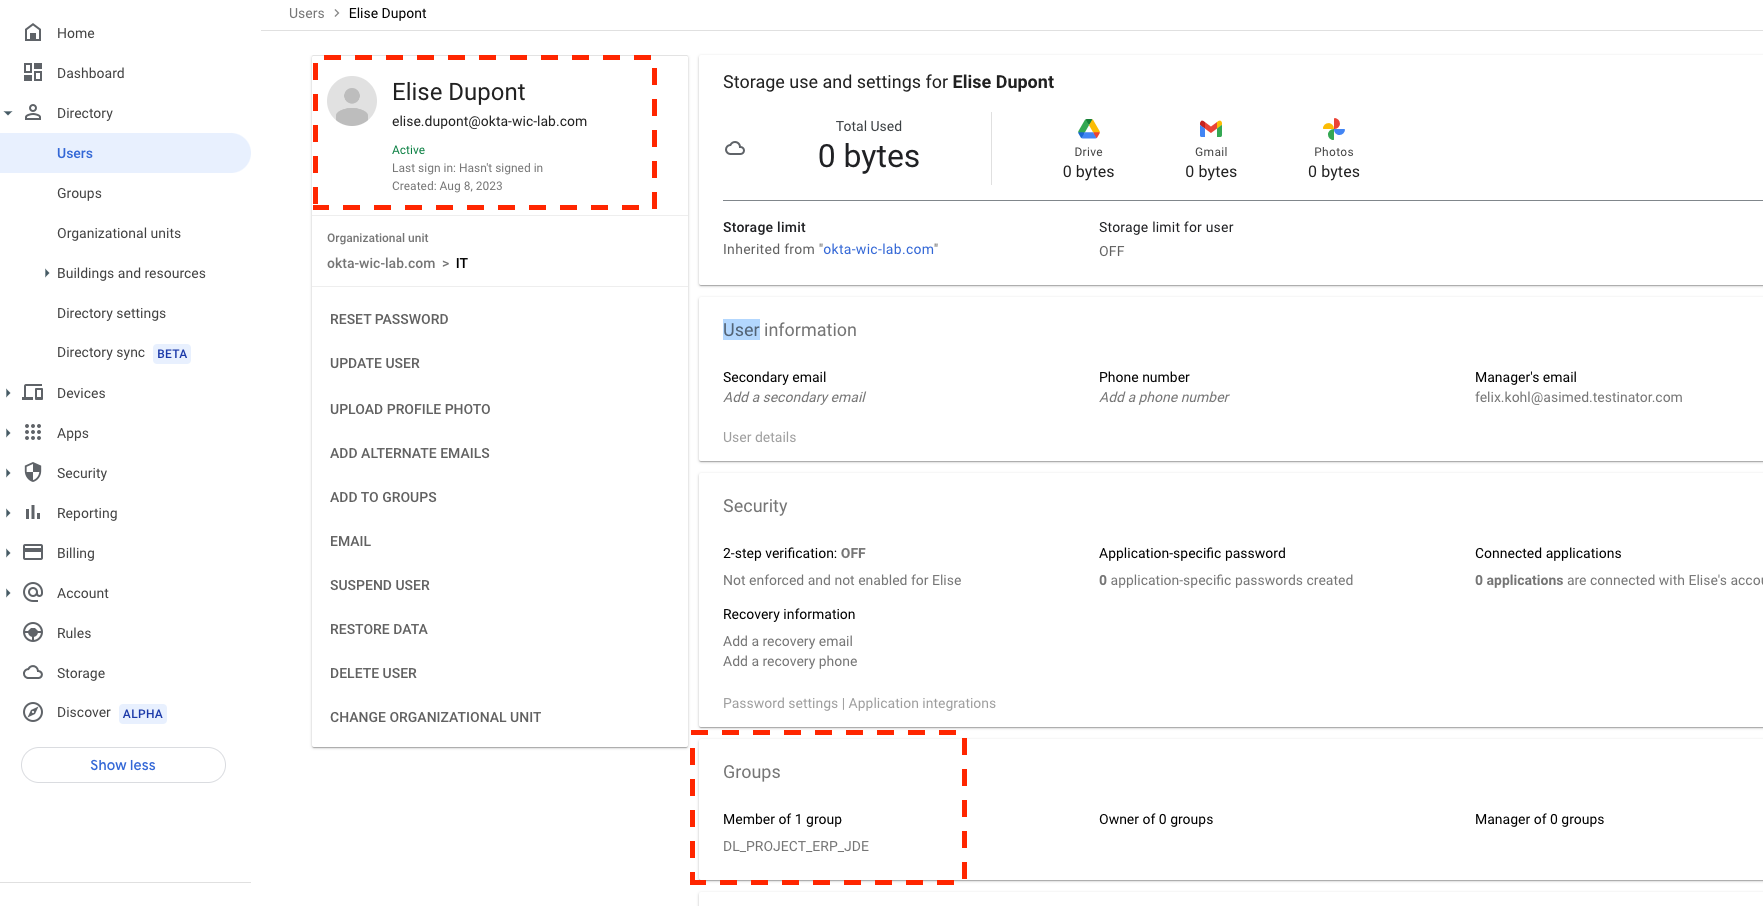 Users > Elise Dupont
Home
Dashboard
Directory
Users
Groups
Organizational units
Buildings and resources
Directory settings
Directory sync BETA
Devices
Apps
Security
Reporting
Billing
Account
Rules
Storage
Discover ALPHA
Show less
Elise Dupont
elise.dupont@okta-wic-lab.com
Active
Last sign in: Hasn't signed in
Created: Aug 8, 2023
Organizational unit
okta-wic-lab.com > IT
RESET PASSWORD
UPDATE USER
UPLOAD PROFILE PHOTO
ADD ALTERNATE EMAILS
ADD TO GROUPS
EMAIL
SUSPEND USER
RESTORE DATA
DELETE USER
CHANGE ORGANIZATIONAL UNIT
Storage use and settings for Elise Dupont
Total Used
0 bytes
Drive
0 bytes
Gmail
0 bytes
Photos
0 bytes
Storage limit
Inherited from "okta-wic-lab.com"
Storage limit for user
OFF
User information
Secondary email
Add a secondary email
Phone number
Add a phone number
Manager's email
felix.kohl@asimed.testinator.com
User details
Security
2-step verification: OFF
Not enforced and not enabled for Elise
Application-specific password
0 application-specific passwords created
Connected applications
0 applications are connected with Elise's accou
Recovery information
Add a recovery email
Add a recovery phone
Password settings | Application integrations
Groups
Member of 1 group
DL_PROJECT_ERP_JDE
Owner of 0 groups
Manager of 0 groups